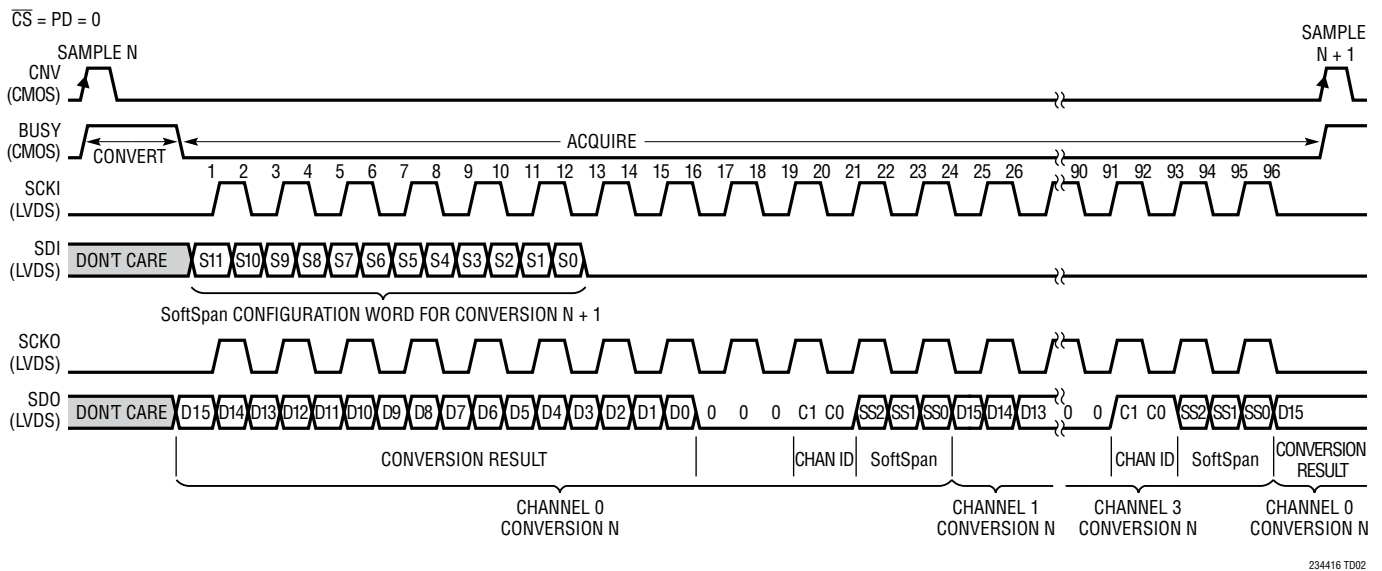 CS = PD = 0
SAMPLE N
SAMPLE
N + 1
CNV
(CMOS)
BUSY
(CMOS)
CONVERT
ACQUIRE
1 2 3 4 5 6 7 8 9 10 11 12 13 14 15 16 17 18 19 20 21 22 23 24 25 26 90 91 92 93 94 95 96
SCKI
(LVDS)
SDI
(LVDS)
DON'T CARE S11 S10 S9 S8 S7 S6 S5 S4 S3 S2 S1 S0
SoftSpan CONFIGURATION WORD FOR CONVERSION N + 1
SCKO
(LVDS)
SDO
(LVDS)
DON'T CARE D15 D14 D13 D12 D11 D10 D9 D8 D7 D6 D5 D4 D3 D2 D1 D0 0 0 0 C1 C0 SS2 SS1 SS0 D15 D14 D13 0 0 C1 C0 SS2 SS1 SS0 D15
CONVERSION RESULT CHAN ID SoftSpan CHAN ID SoftSpan CONVERSION
RESULT
CHANNEL 0
CONVERSION N
CHANNEL 1
CONVERSION N
CHANNEL 3
CONVERSION N
CHANNEL 0
CONVERSION N
234416 TD02